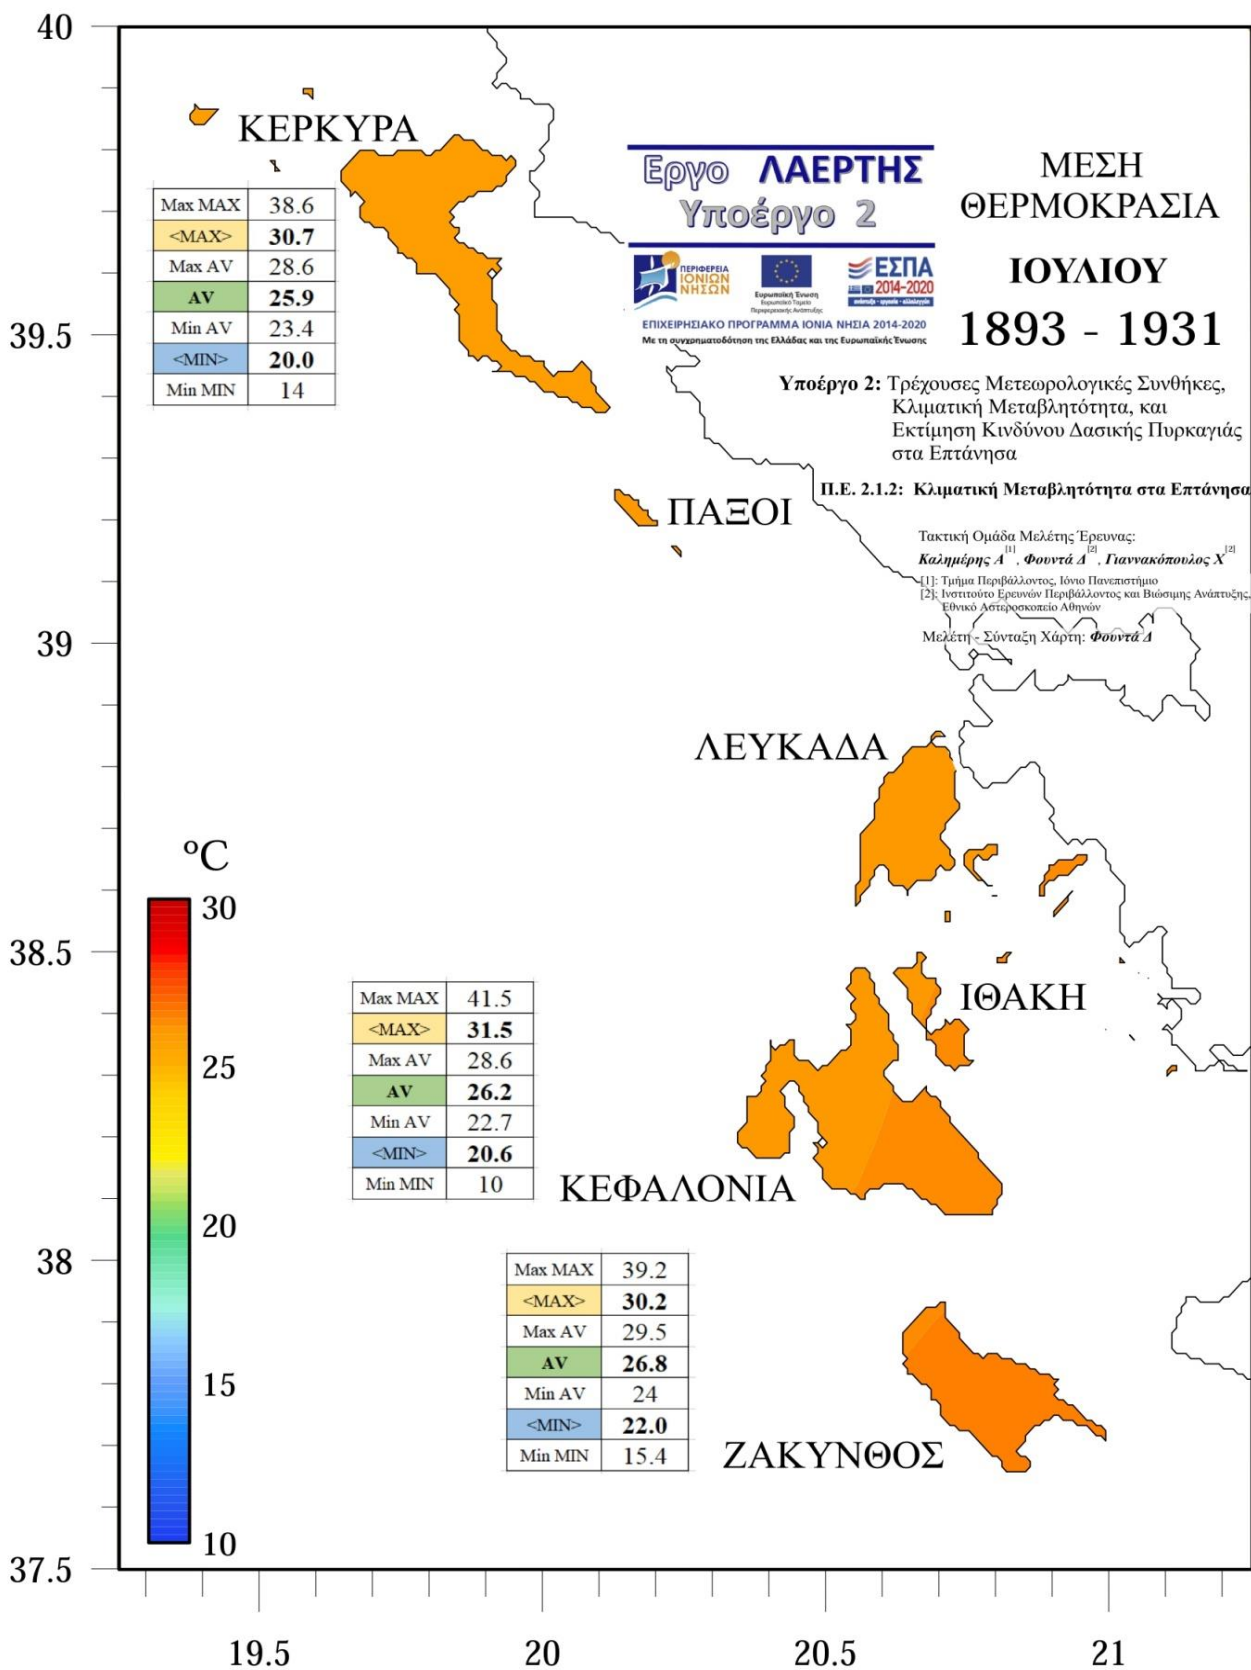 40
ΚΕΡΚΥΡΑ
Max MAX 38.6
<MAX> 30.7
Max AV 28.6
AV 25.9
Min AV 23.4
<MIN> 20.0
Min MIN 14
Εργο ΛΑΕΡΤΗΣ
Υποέργο 2
ΠΕΡΙΦΕΡΕΙΑ
ΙΟΝΙΩΝ
ΝΗΣΩΝ
Ευρωπαϊκή Ένωση
Ευρωπαϊκό Ταμείο
Περιφερειακής Ανάπτυξης
ΕΣΠΑ
2014-2020
ανάπτυξη - εργασία - αλληλεγγύη
ΕΠΙΧΕΙΡΗΣΙΑΚΟ ΠΡΟΓΡΑΜΜΑ ΙΟΝΙΑ ΝΗΣΙΑ 2014-2020
Με τη συγχρηματοδότηση της Ελλάδας και της Ευρωπαϊκής Ένωσης
ΜΕΣΗ
ΘΕΡΜΟΚΡΑΣΙΑ
ΙΟΥΛΙΟΥ
1893 - 1931
39.5
Υποέργο 2: Τρέχουσες Μετεωρολογικές Συνθήκες,
Κλιματική Μεταβλητότητα, και
Εκτίμηση Κινδύνου Δασικής Πυρκαγιάς
στα Επτάνησα
Π.Ε. 2.1.2: Κλιματική Μεταβλητότητα στα Επτάνησα
ΠΑΞΟΙ
Τακτική Ομάδα Μελέτης Έρευνας:
Καλημέρης Α[1], Φουντά Δ[2], Γιαννακόπουλος Χ[2]
[1]: Τμήμα Περιβάλλοντος, Ιόνιο Πανεπιστήμιο
[2]: Ινστιτούτο Ερευνών Περιβάλλοντος και Βιώσιμης Ανάπτυξης,
Εθνικό Αστεροσκοπείο Αθηνών
Μελέτη - Σύνταξη Χάρτη: Φουντά Δ
39
ΛΕΥΚΑΔΑ
°C
30
25
20
15
10
38.5
ΙΘΑΚΗ
Max MAX 41.5
<MAX> 31.5
Max AV 28.6
AV 26.2
Min AV 22.7
<MIN> 20.6
Min MIN 10
ΚΕΦΑΛΟΝΙΑ
38
Max MAX 39.2
<MAX> 30.2
Max AV 29.5
AV 26.8
Min AV 24
<MIN> 22.0
Min MIN 15.4
ΖΑΚΥΝΘΟΣ
37.5
19.5 20 20.5 21